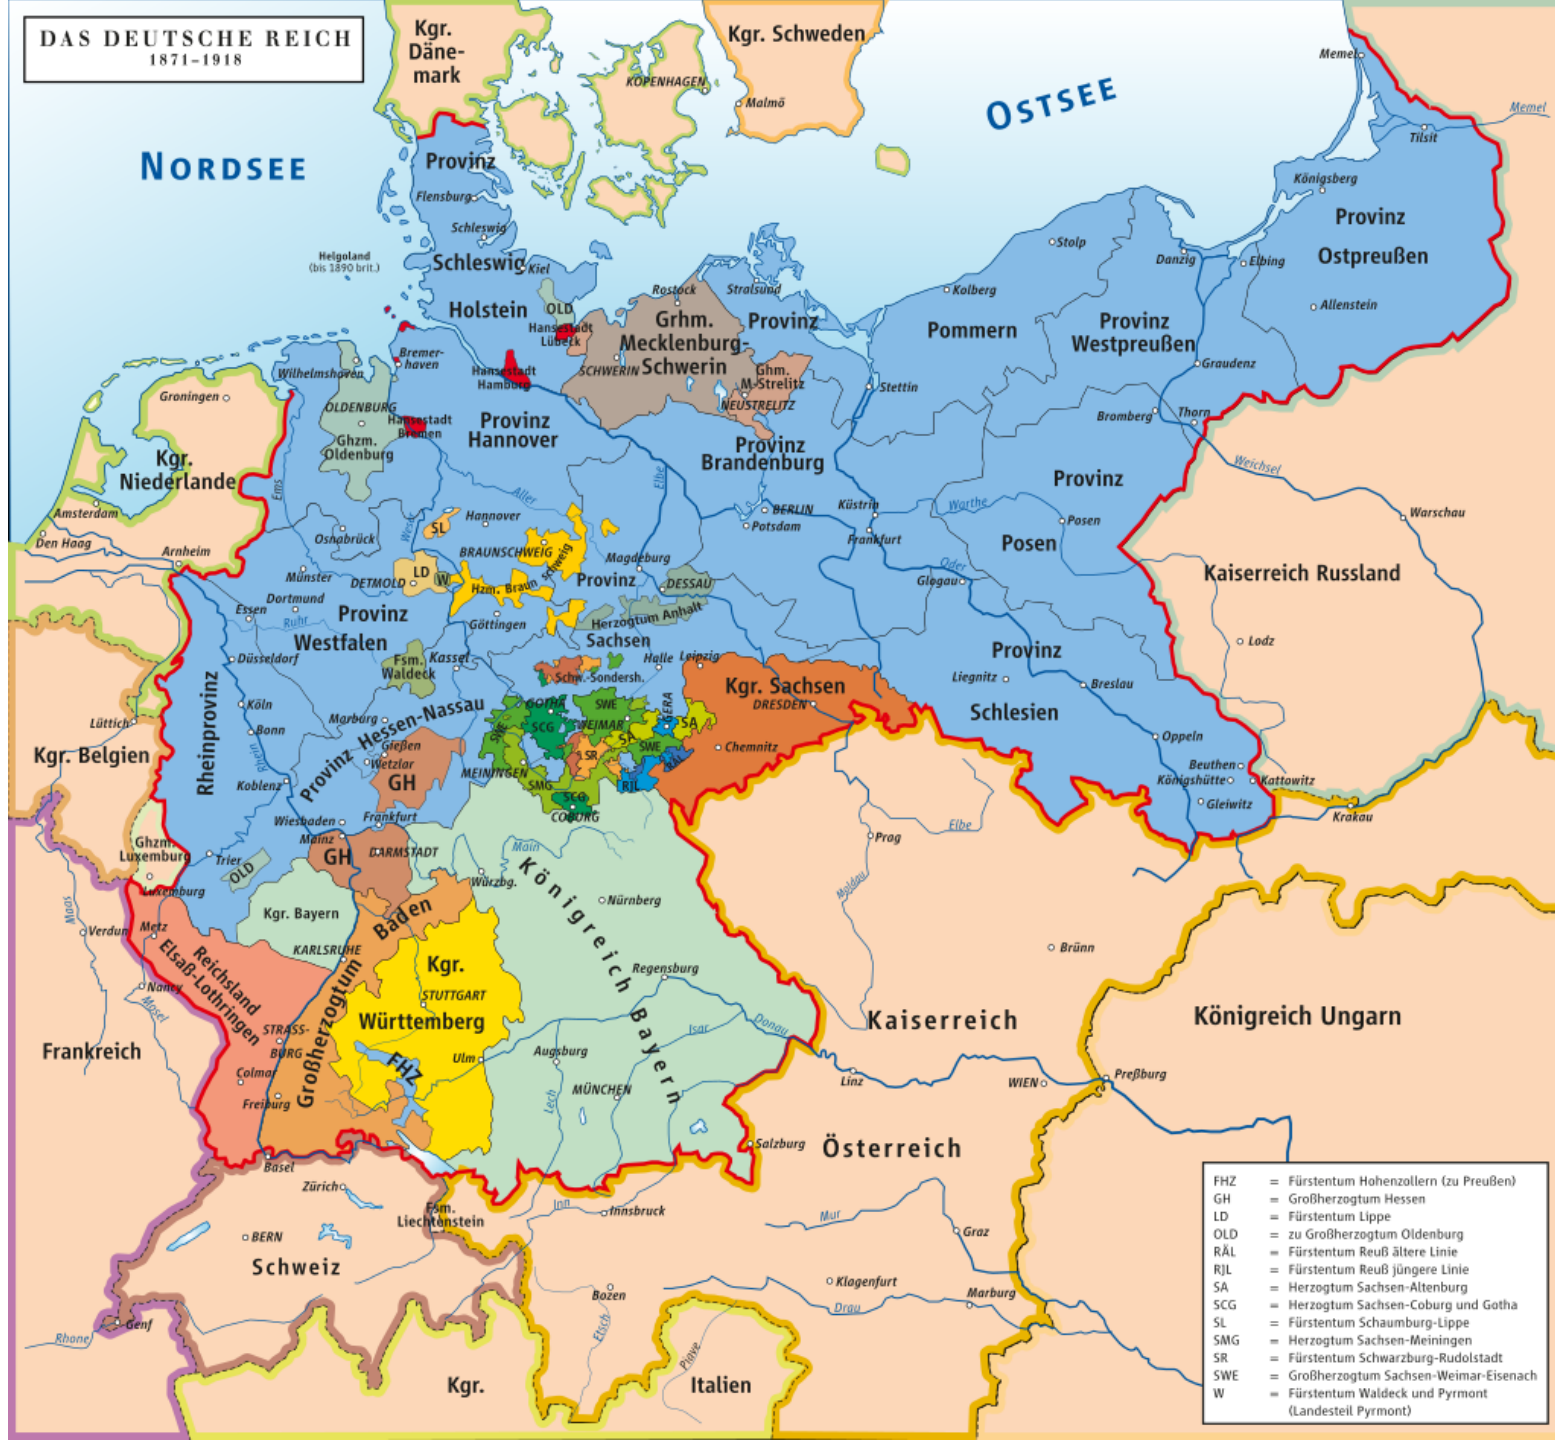 DAS DEUTSCHE REICH
1871–1918
Kgr.
Däne-
mark
Kgr. Schweden
KOPENHAGEN
Malmö
OSTSEE
NORDSEE
Memel
Memel
Tilsit
Königsberg
Provinz
Ostpreußen
Allenstein
Provinz
Flensburg
Schleswig
Schleswig
Kiel
Holstein
Helgoland
(bis 1890 brit.)
OLD
Hansestadt
Lübeck
Rostock
Stralsund
Grhm.
Mecklenburg-
Schwerin
SCHWERIN
Ghm.
M-Strelitz
NEUSTRELITZ
Provinz
Pommern
Kolberg
Stolp
Danzig
Elbing
Provinz
Westpreußen
Graudenz
Stettin
Bromberg
Thorn
Bremer-
haven
Wilhelmshaven
Hansestadt
Hamburg
Groningen
OLDENBURG
Hansestadt
Bremen
Ghzm.
Oldenburg
Provinz
Hannover
Provinz
Brandenburg
Kgr.
Niederlande
Amsterdam
Den Haag
Arnheim
Ems
Weser
Aller
Elbe
Weichsel
Warschau
Provinz
Posen
Warthe
Posen
Küstrin
Frankfurt
BERLIN
Potsdam
Oder
Glogau
Kaiserreich Russland
Lodz
SL
Hannover
Osnabrück
BRAUNSCHWEIG
Hzm. Braun schweig
Magdeburg
DETMOLD
LD
W
Münster
Dortmund
Essen
Ruhr
Provinz
Westfalen
Göttingen
Provinz
Sachsen
DESSAU
Herzogtum Anhalt
Düsseldorf
Fsm.
Waldeck
Kassel
Schw.-Sondersh.
Halle
Leipzig
Kgr. Sachsen
DRESDEN
Chemnitz
Provinz
Schlesien
Liegnitz
Breslau
Oppeln
Beuthen
Königshütte
Kattowitz
Gleiwitz
Krakau
Rheinprovinz
Köln
Bonn
Rhein
Koblenz
Lüttich
Kgr. Belgien
Marburg
Provinz Hessen-Nassau
Gießen
Wetzlar
GH
GOTHA
SWE
SCG
SWE
WEIMAR
SA
GERA
SA
SWE
SR
RÄL
RJL
MEININGEN
SMG
SCG
COBURG
Wiesbaden
Frankfurt
Mainz
GH
DARMSTADT
Ghzm.
Luxemburg
Luxemburg
Trier
OLD
Main
Würzbg.
Königreich Bayern
Nürnberg
Prag
Elbe
Moldau
Kgr. Bayern
Maas
Verdun
Metz
Reichsland
Elsaß-Lothringen
KARLSRUHE
Großherzogtum
Baden
Kgr.
Württemberg
STUTTGART
Regensburg
Brünn
Nancy
Mosel
Frankreich
STRASS-
BURG
Colmar
Freiburg
FHZ
Ulm
Augsburg
Isar
Donau
Lech
MÜNCHEN
Kaiserreich
Königreich Ungarn
Linz
WIEN
Preßburg
Österreich
Salzburg
Basel
Zürich
BERN
Schweiz
Fsm.
Liechtenstein
Inn
Innsbruck
Mur
Graz
Klagenfurt
Marburg
Drau
Bozen
Etsch
Piave
Genf
Rhone
Kgr.
Italien
FHZ = Fürstentum Hohenzollern (zu Preußen)
GH = Großherzogtum Hessen
LD = Fürstentum Lippe
OLD = zu Großherzogtum Oldenburg
RÄL = Fürstentum Reuß ältere Linie
RJL = Fürstentum Reuß jüngere Linie
SA = Herzogtum Sachsen-Altenburg
SCG = Herzogtum Sachsen-Coburg und Gotha
SL = Fürstentum Schaumburg-Lippe
SMG = Herzogtum Sachsen-Meiningen
SR = Fürstentum Schwarzburg-Rudolstadt
SWE = Großherzogtum Sachsen-Weimar-Eisenach
W = Fürstentum Waldeck und Pyrmont
(Landesteil Pyrmont)